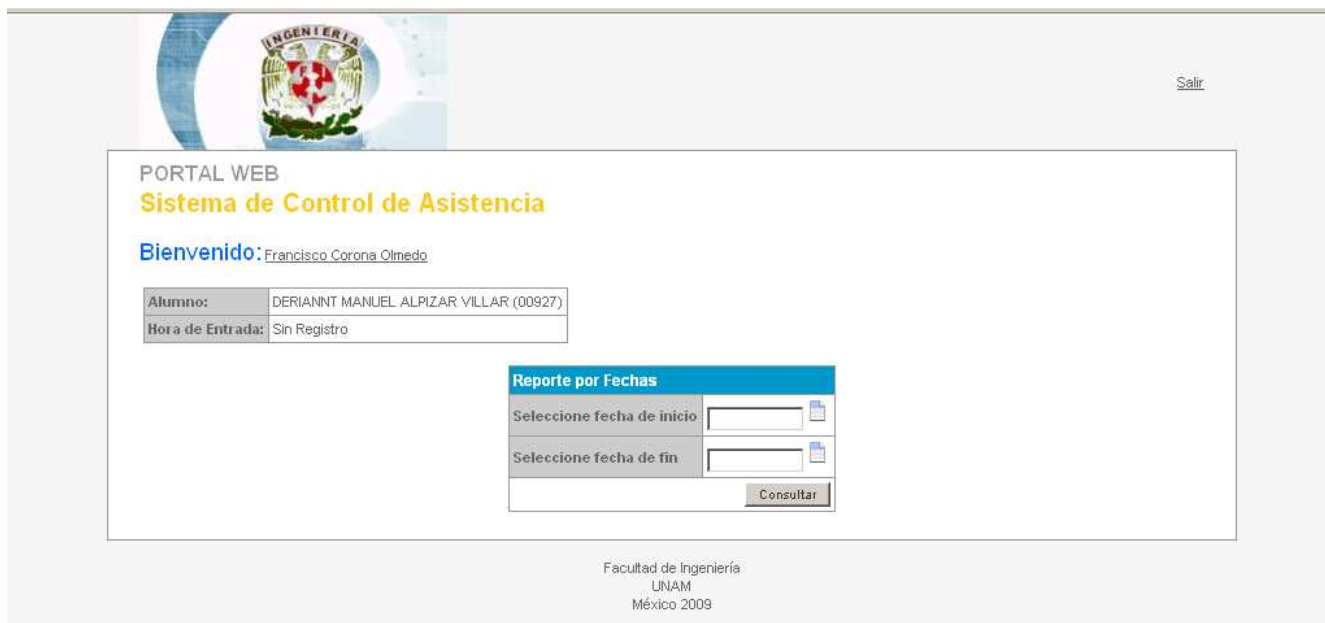 INGENIERIA
Salir
PORTAL WEB
Sistema de Control de Asistencia
Bienvenido: Francisco Corona Olmedo
Alumno: DERIANNT MANUEL ALPIZAR VILLAR (00927)
Hora de Entrada: Sin Registro
Reporte por Fechas
Seleccione fecha de inicio
Seleccione fecha de fin
Consultar
Facultad de Ingeniería
UNAM
México 2009